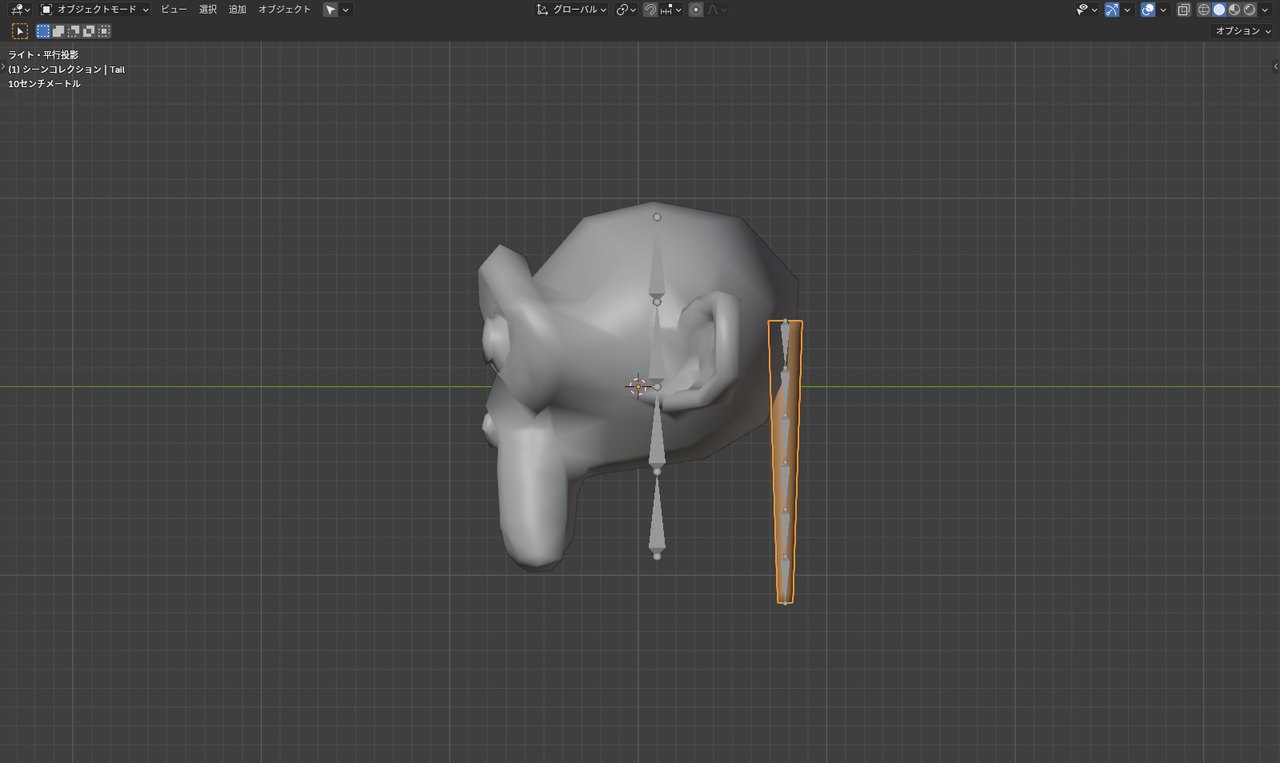 オブジェクトモード ビュー 選択 追加 オブジェクト グローバル
オプション
ライト・平行投影
(1) シーンコレクション | Tail
10センチメートル